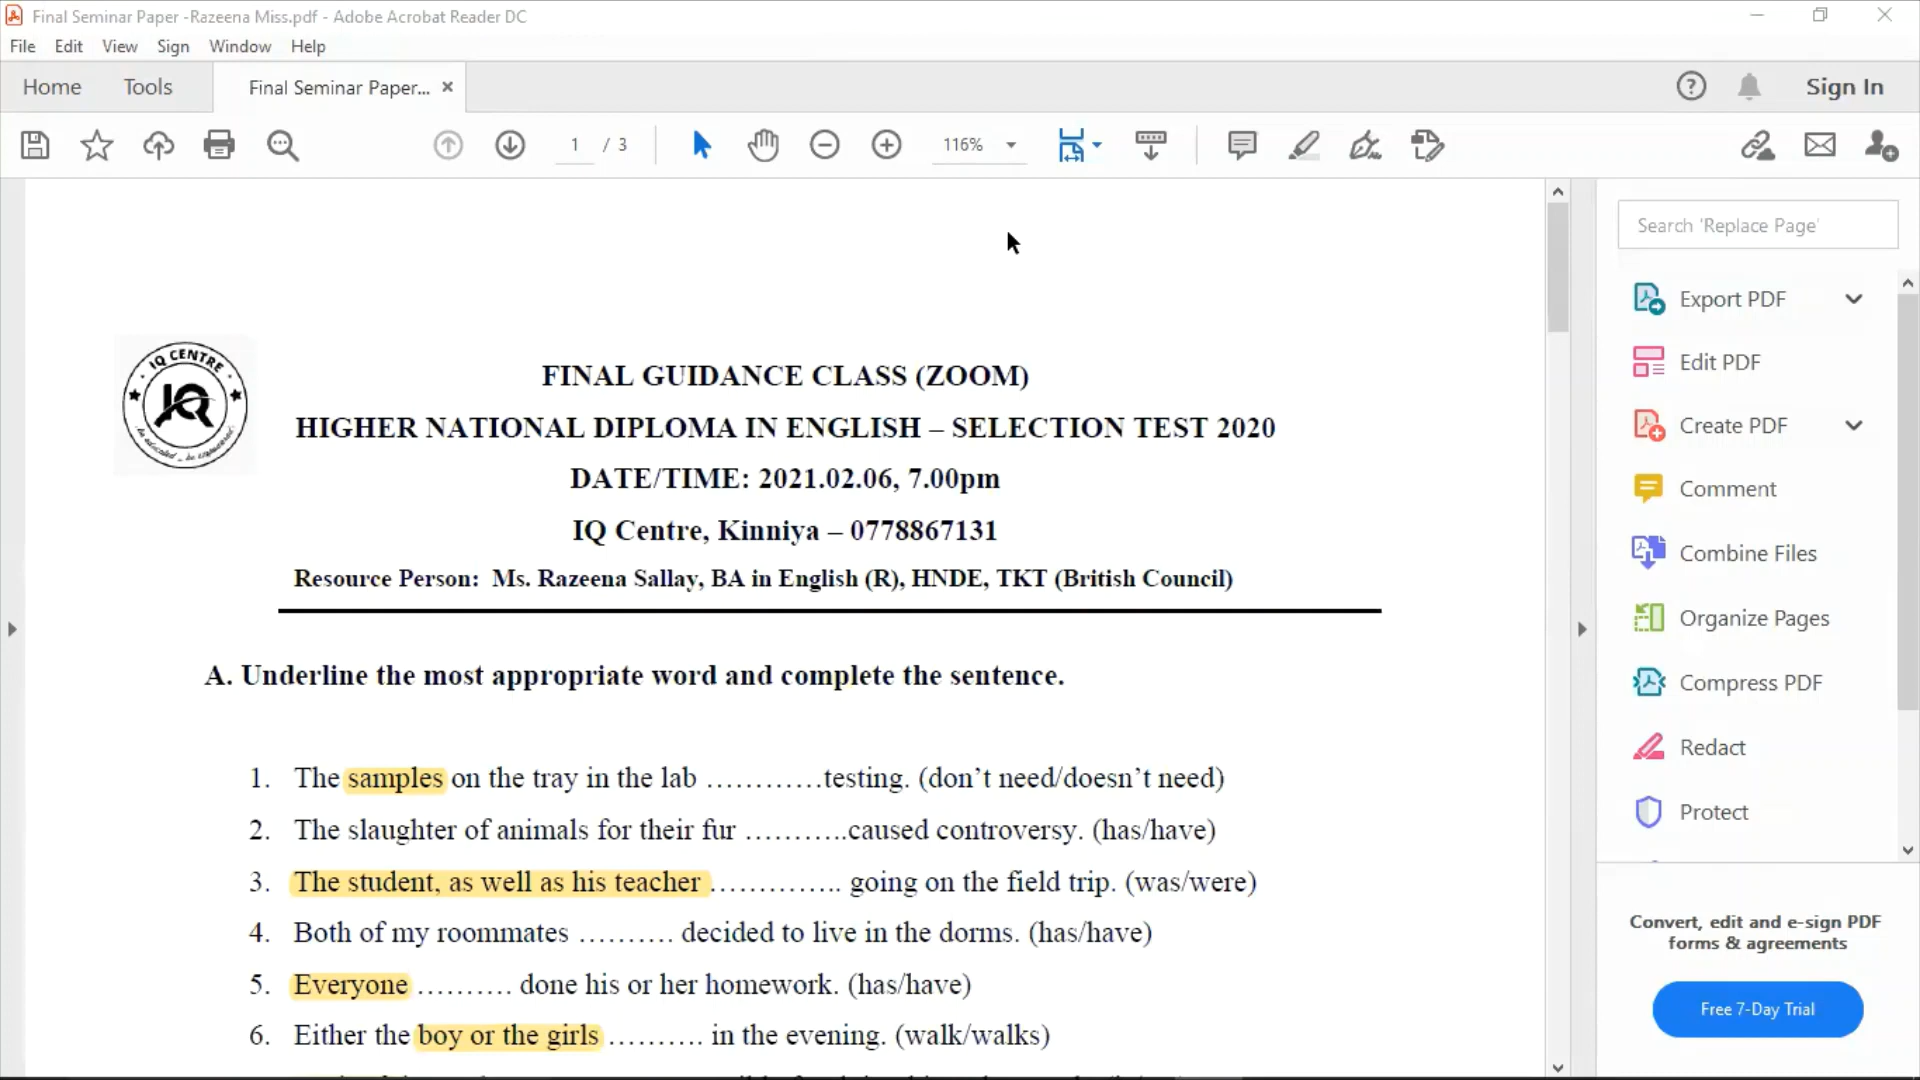 Final Seminar Paper -Razeena Miss.pdf - Adobe Acrobat Reader DC
File Edit View Sign Window Help
Home Tools Final Seminar Paper... × Sign In
1 / 3 116%
Search 'Replace Page'
Export PDF
Edit PDF
Create PDF
Comment
Combine Files
Organize Pages
Compress PDF
Redact
Protect
Convert, edit and e-sign PDF
forms & agreements
Free 7-Day Trial
IQ CENTRE
IQ
be educated _ be empowered
FINAL GUIDANCE CLASS (ZOOM)
HIGHER NATIONAL DIPLOMA IN ENGLISH – SELECTION TEST 2020
DATE/TIME: 2021.02.06, 7.00pm
IQ Centre, Kinniya – 0778867131
Resource Person: Ms. Razeena Sallay, BA in English (R), HNDE, TKT (British Council)
A. Underline the most appropriate word and complete the sentence.
1. The samples on the tray in the lab …………testing. (don’t need/doesn’t need)
2. The slaughter of animals for their fur ………..caused controversy. (has/have)
3. The student, as well as his teacher ………….. going on the field trip. (was/were)
4. Both of my roommates ………. decided to live in the dorms. (has/have)
5. Everyone ………. done his or her homework. (has/have)
6. Either the boy or the girls ………. in the evening. (walk/walks)